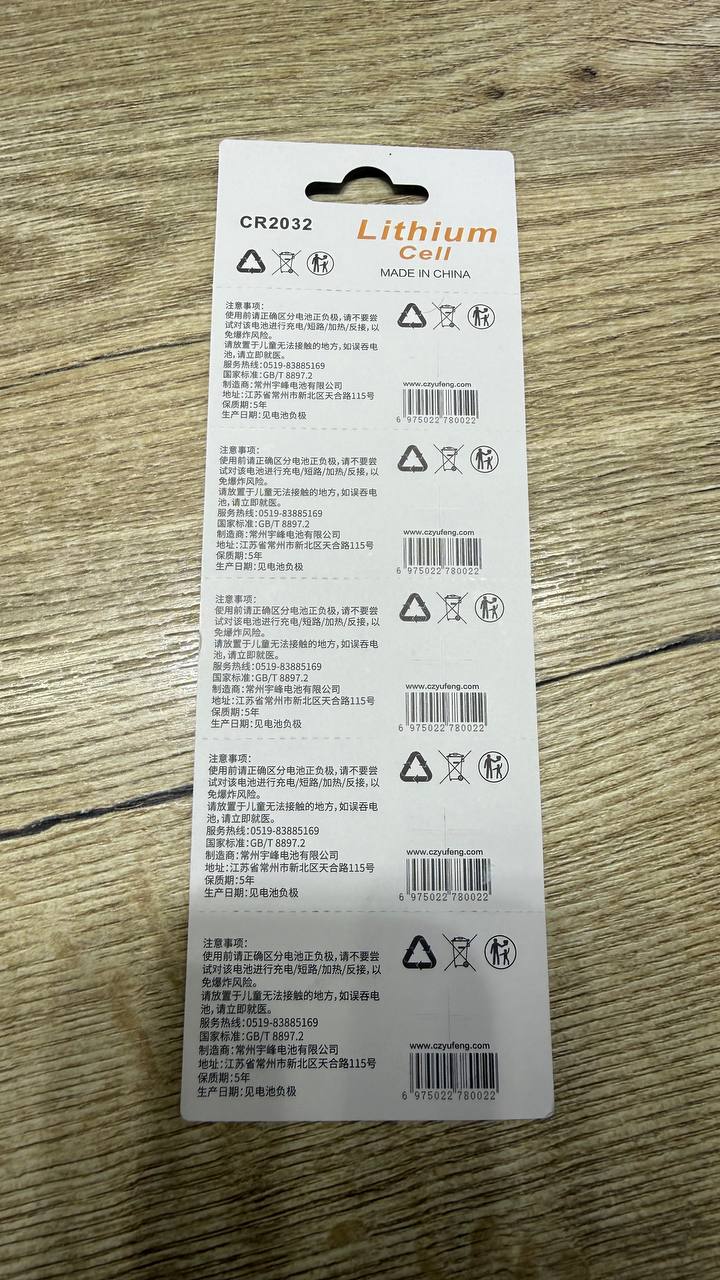 CR2032
Lithium
Cell
MADE IN CHINA
注意事项:
使用前请正确区分电池正负极,请不要尝
试对该电池进行充电/短路/加热/反接,以
免爆炸风险。
请放置于儿童无法接触的地方,如误吞电
池,请立即就医。
服务热线:0519-83885169
国家标准:GB/T 8897.2
制造商:常州宇峰电池有限公司
地址:江苏省常州市新北区天合路115号
保质期:5年
生产日期:见电池负极
www.czyufeng.com
6 975022 780022
注意事项:
使用前请正确区分电池正负极,请不要尝
试对该电池进行充电/短路/加热/反接,以
免爆炸风险。
请放置于儿童无法接触的地方,如误吞电
池,请立即就医。
服务热线:0519-83885169
国家标准:GB/T 8897.2
制造商:常州宇峰电池有限公司
地址:江苏省常州市新北区天合路115号
保质期:5年
生产日期:见电池负极
www.czyufeng.com
6 975022 780022
注意事项:
使用前请正确区分电池正负极,请不要尝
试对该电池进行充电/短路/加热/反接,以
免爆炸风险。
请放置于儿童无法接触的地方,如误吞电
池,请立即就医。
服务热线:0519-83885169
国家标准:GB/T 8897.2
制造商:常州宇峰电池有限公司
地址:江苏省常州市新北区天合路115号
保质期:5年
生产日期:见电池负极
www.czyufeng.com
6 975022 780022
注意事项:
使用前请正确区分电池正负极,请不要尝
试对该电池进行充电/短路/加热/反接,以
免爆炸风险。
请放置于儿童无法接触的地方,如误吞电
池,请立即就医。
服务热线:0519-83885169
国家标准:GB/T 8897.2
制造商:常州宇峰电池有限公司
地址:江苏省常州市新北区天合路115号
保质期:5年
生产日期:见电池负极
www.czyufeng.com
6 975022 780022
注意事项:
使用前请正确区分电池正负极,请不要尝
试对该电池进行充电/短路/加热/反接,以
免爆炸风险。
请放置于儿童无法接触的地方,如误吞电
池,请立即就医。
服务热线:0519-83885169
国家标准:GB/T 8897.2
制造商:常州宇峰电池有限公司
地址:江苏省常州市新北区天合路115号
保质期:5年
生产日期:见电池负极
www.czyufeng.com
6 975022 780022